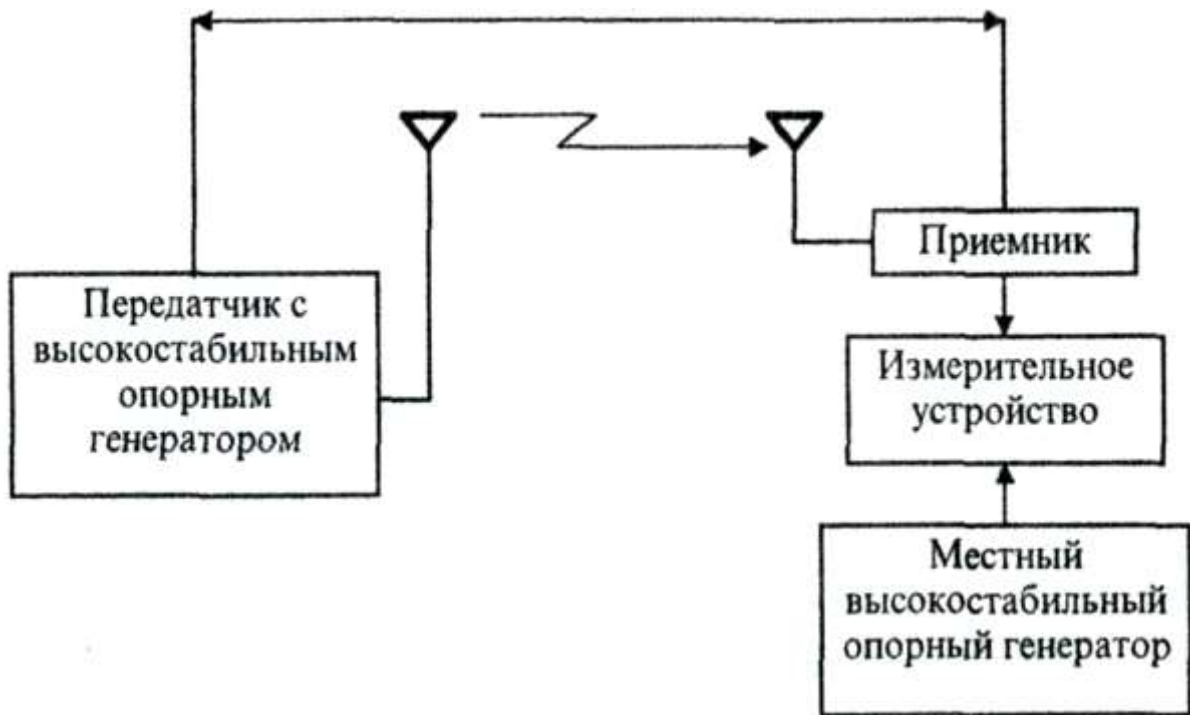 Приемник
Передатчик с
высокостабильным
опорным
генератором
Измерительное
устройство
Местный
высокостабильный
опорный генератор